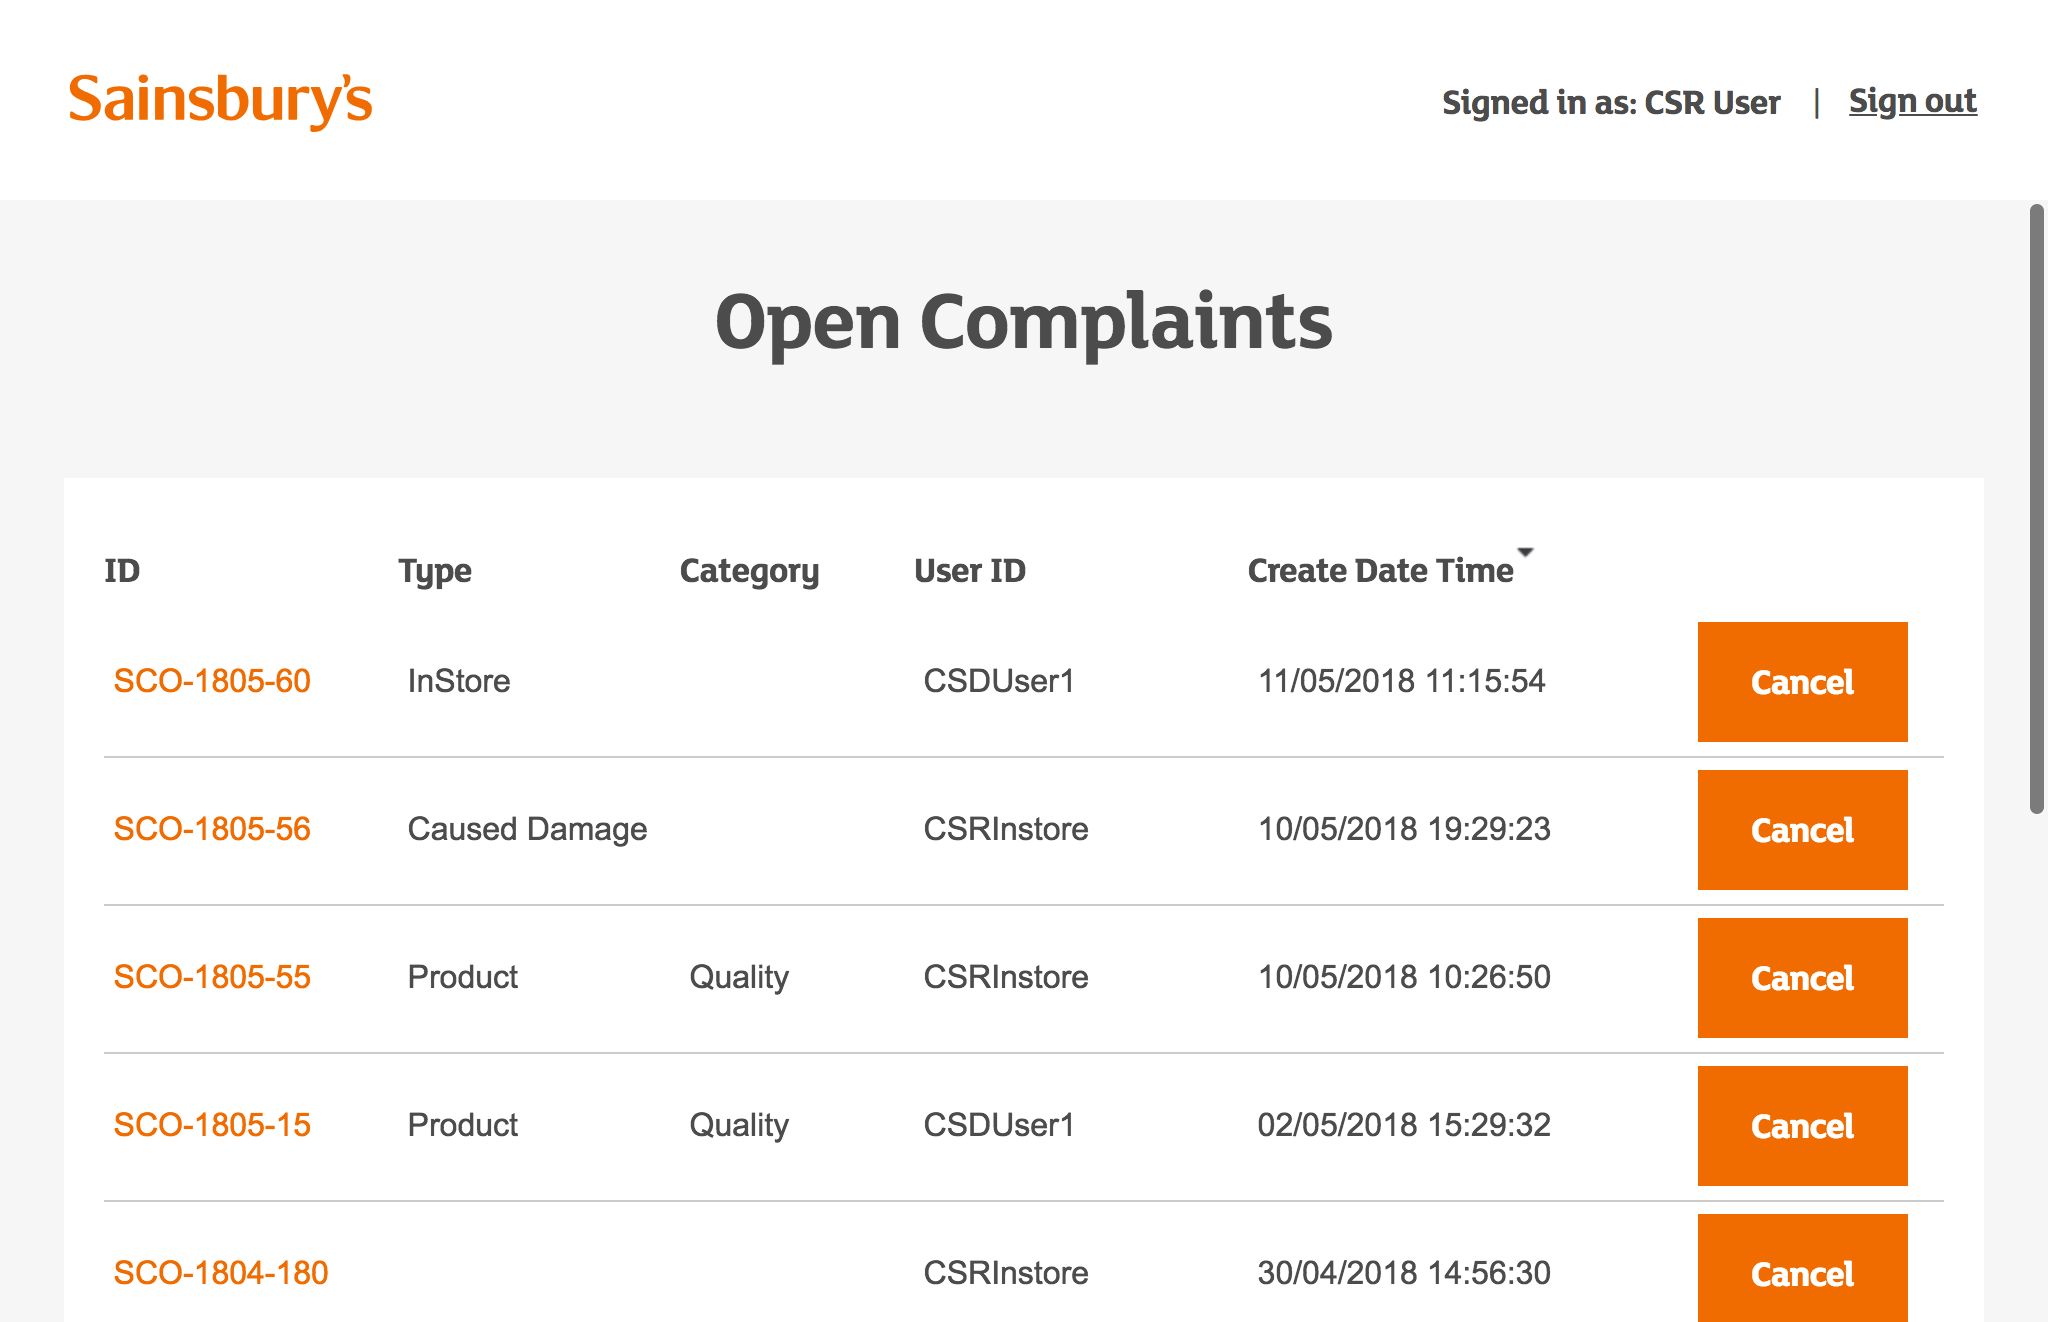 Sainsbury's
Signed in as: CSR User | Sign out
Open Complaints
ID Type Category User ID Create Date Time
SCO-1805-60 InStore CSDUser1 11/05/2018 11:15:54 Cancel
SCO-1805-56 Caused Damage CSRInstore 10/05/2018 19:29:23 Cancel
SCO-1805-55 Product Quality CSRInstore 10/05/2018 10:26:50 Cancel
SCO-1805-15 Product Quality CSDUser1 02/05/2018 15:29:32 Cancel
SCO-1804-180 CSRInstore 30/04/2018 14:56:30 Cancel